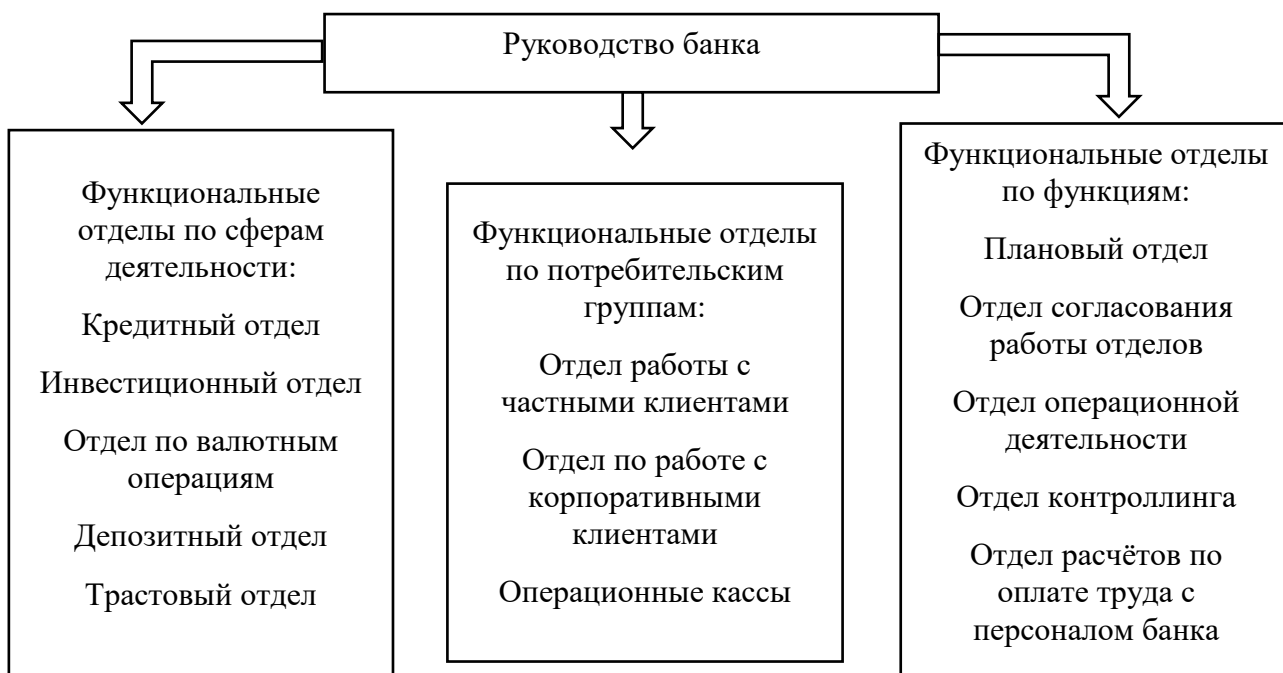 Руководство банка
Функциональные
отделы по сферам
деятельности:
Кредитный отдел
Инвестиционный отдел
Отдел по валютным
операциям
Депозитный отдел
Трастовый отдел
Функциональные отделы
по потребительским
группам:
Отдел работы с
частными клиентами
Отдел по работе с
корпоративными
клиентами
Операционные кассы
Функциональные отделы
по функциям:
Плановый отдел
Отдел согласования
работы отделов
Отдел операционной
деятельности
Отдел контроллинга
Отдел расчётов по
оплате труда с
персоналом банка